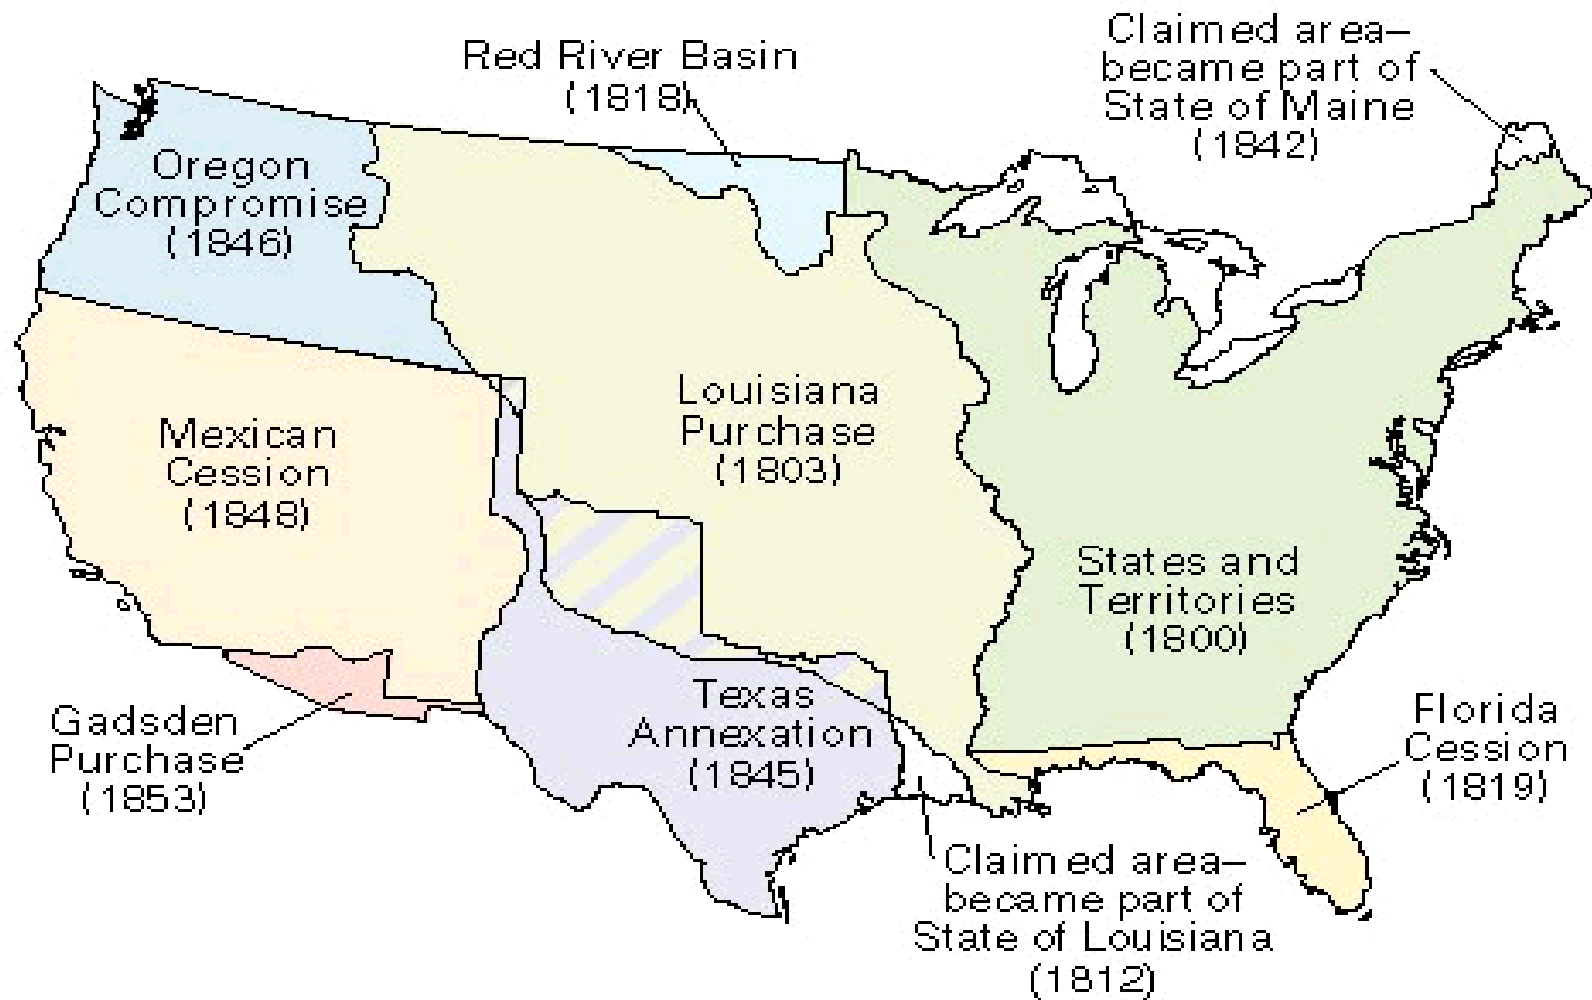 Claimed area–
became part of
State of Maine
(1842)
Red River Basin
(1818)
Oregon
Compromise
(1846)
Louisiana
Purchase
(1803)
Mexican
Cession
(1848)
States and
Territories
(1800)
Texas
Annexation
(1845)
Gadsden
Purchase
(1853)
Florida
Cession
(1819)
Claimed area–
became part of
State of Louisiana
(1812)